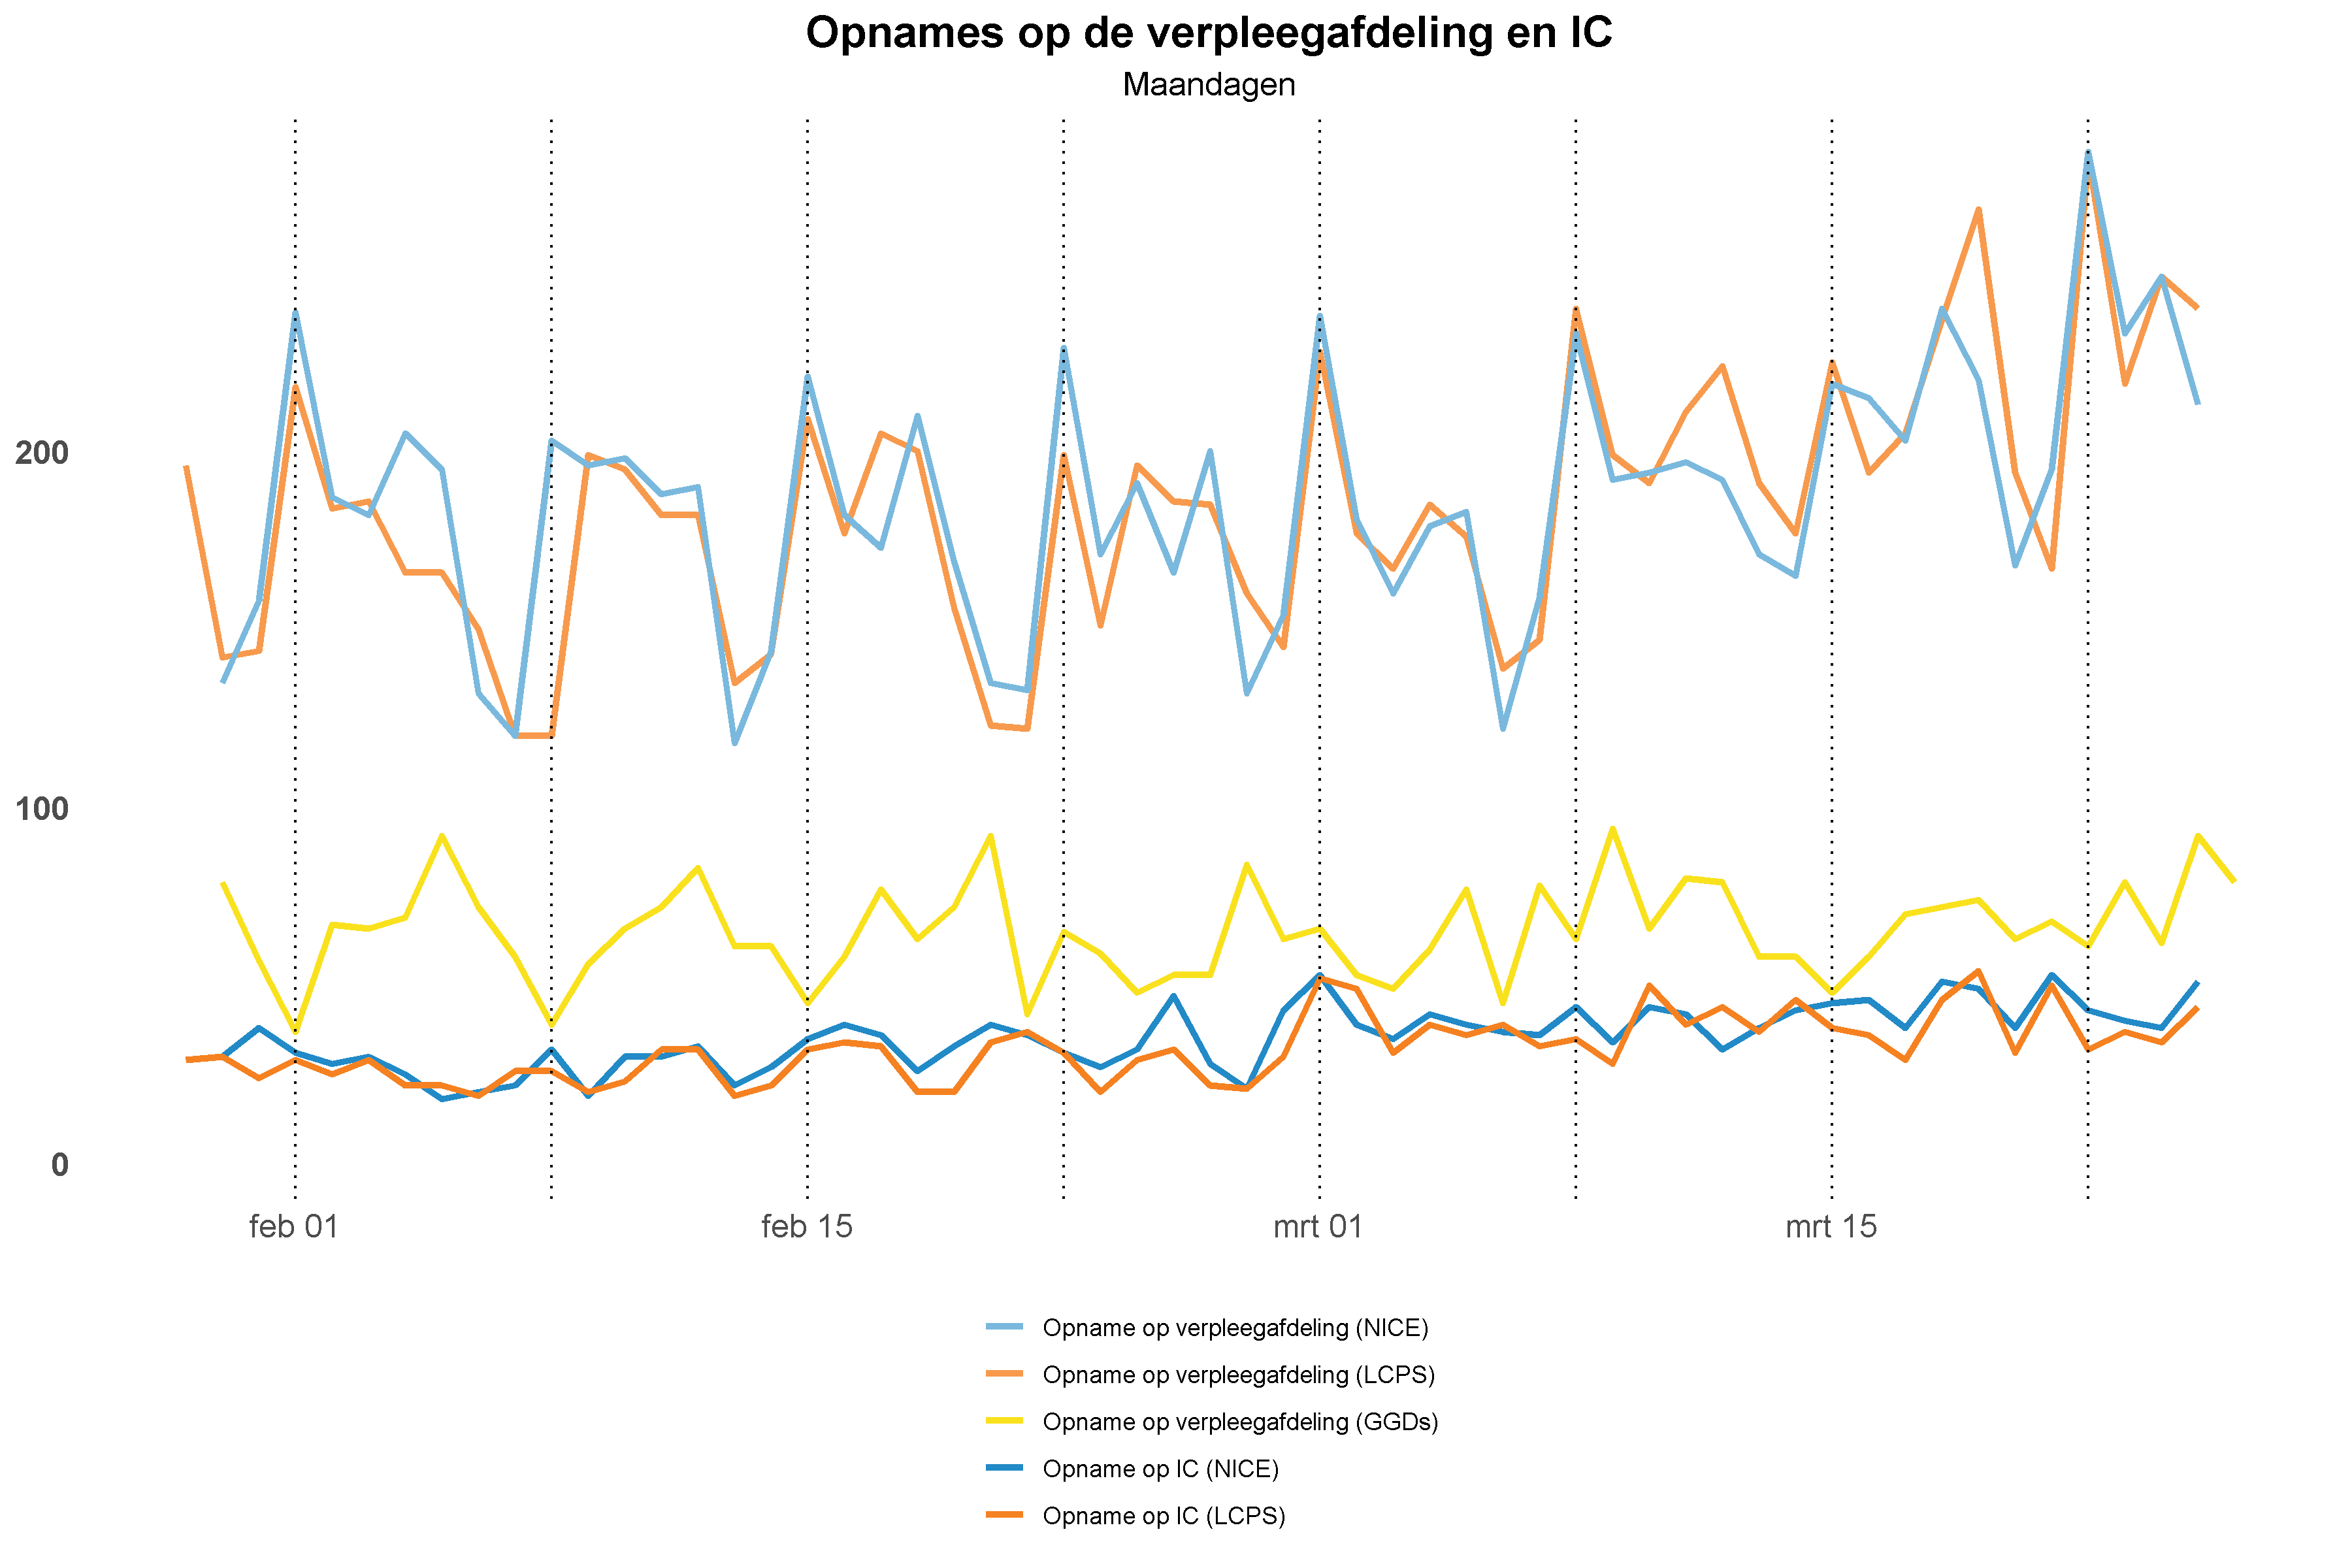 Opnames op de verpleegafdeling en IC
Maandagen
200
100
0
feb 01
feb 15
mrt 01
mrt 15
Opname op verpleegafdeling (NICE)
Opname op verpleegafdeling (LCPS)
Opname op verpleegafdeling (GGDs)
Opname op IC (NICE)
Opname op IC (LCPS)